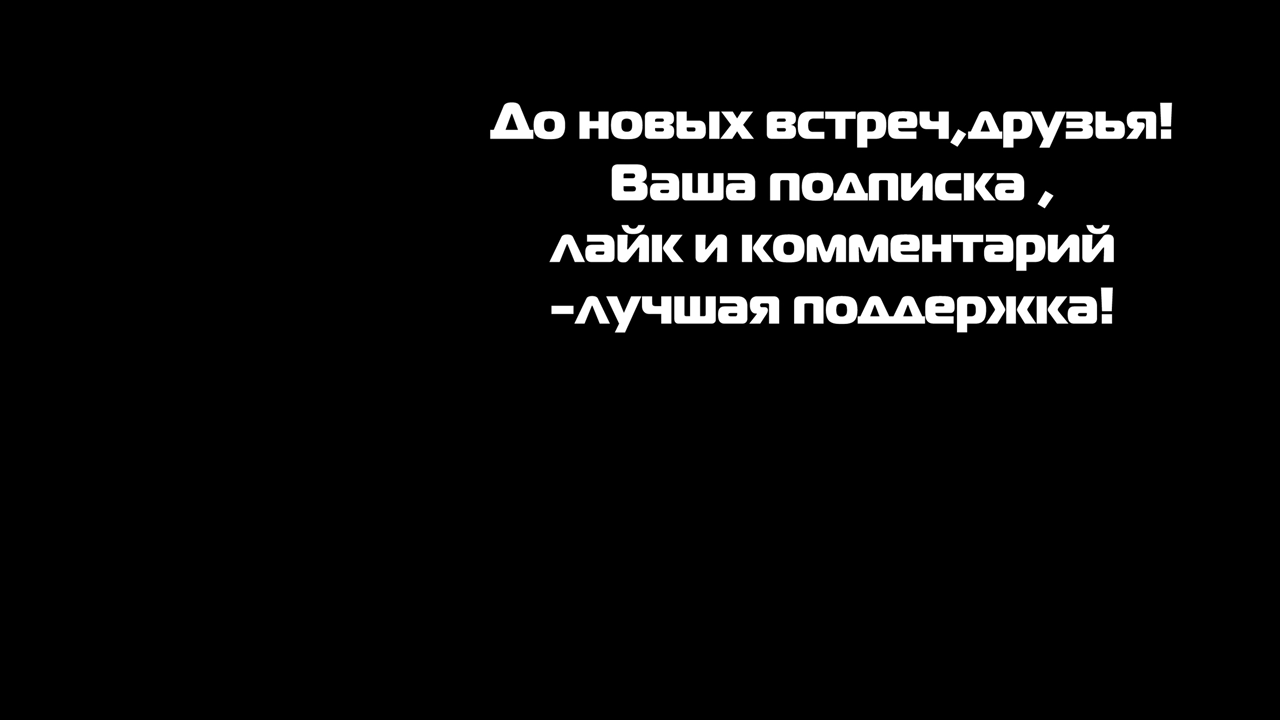 До новых встреч,друзья!
Ваша подписка ,
лайк и комментарий
-лучшая поддержка!